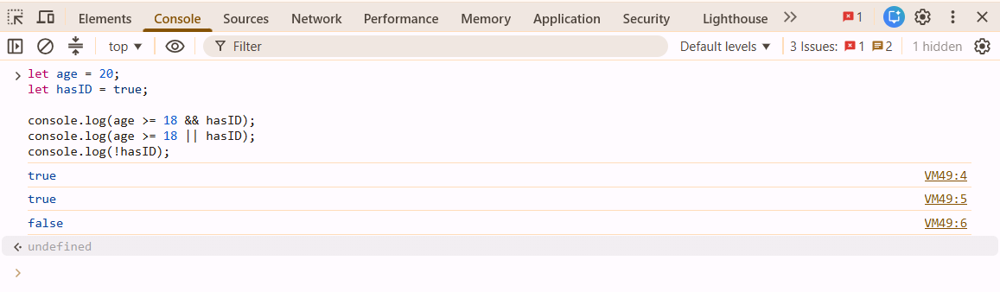 Elements Console Sources Network Performance Memory Application Security Lighthouse 1
top Filter Default levels 3 Issues: 1 2 1 hidden
let age = 20;
let hasID = true;
console.log(age >= 18 && hasID);
console.log(age >= 18 || hasID);
console.log(!hasID);
true VM49:4
true VM49:5
false VM49:6
undefined